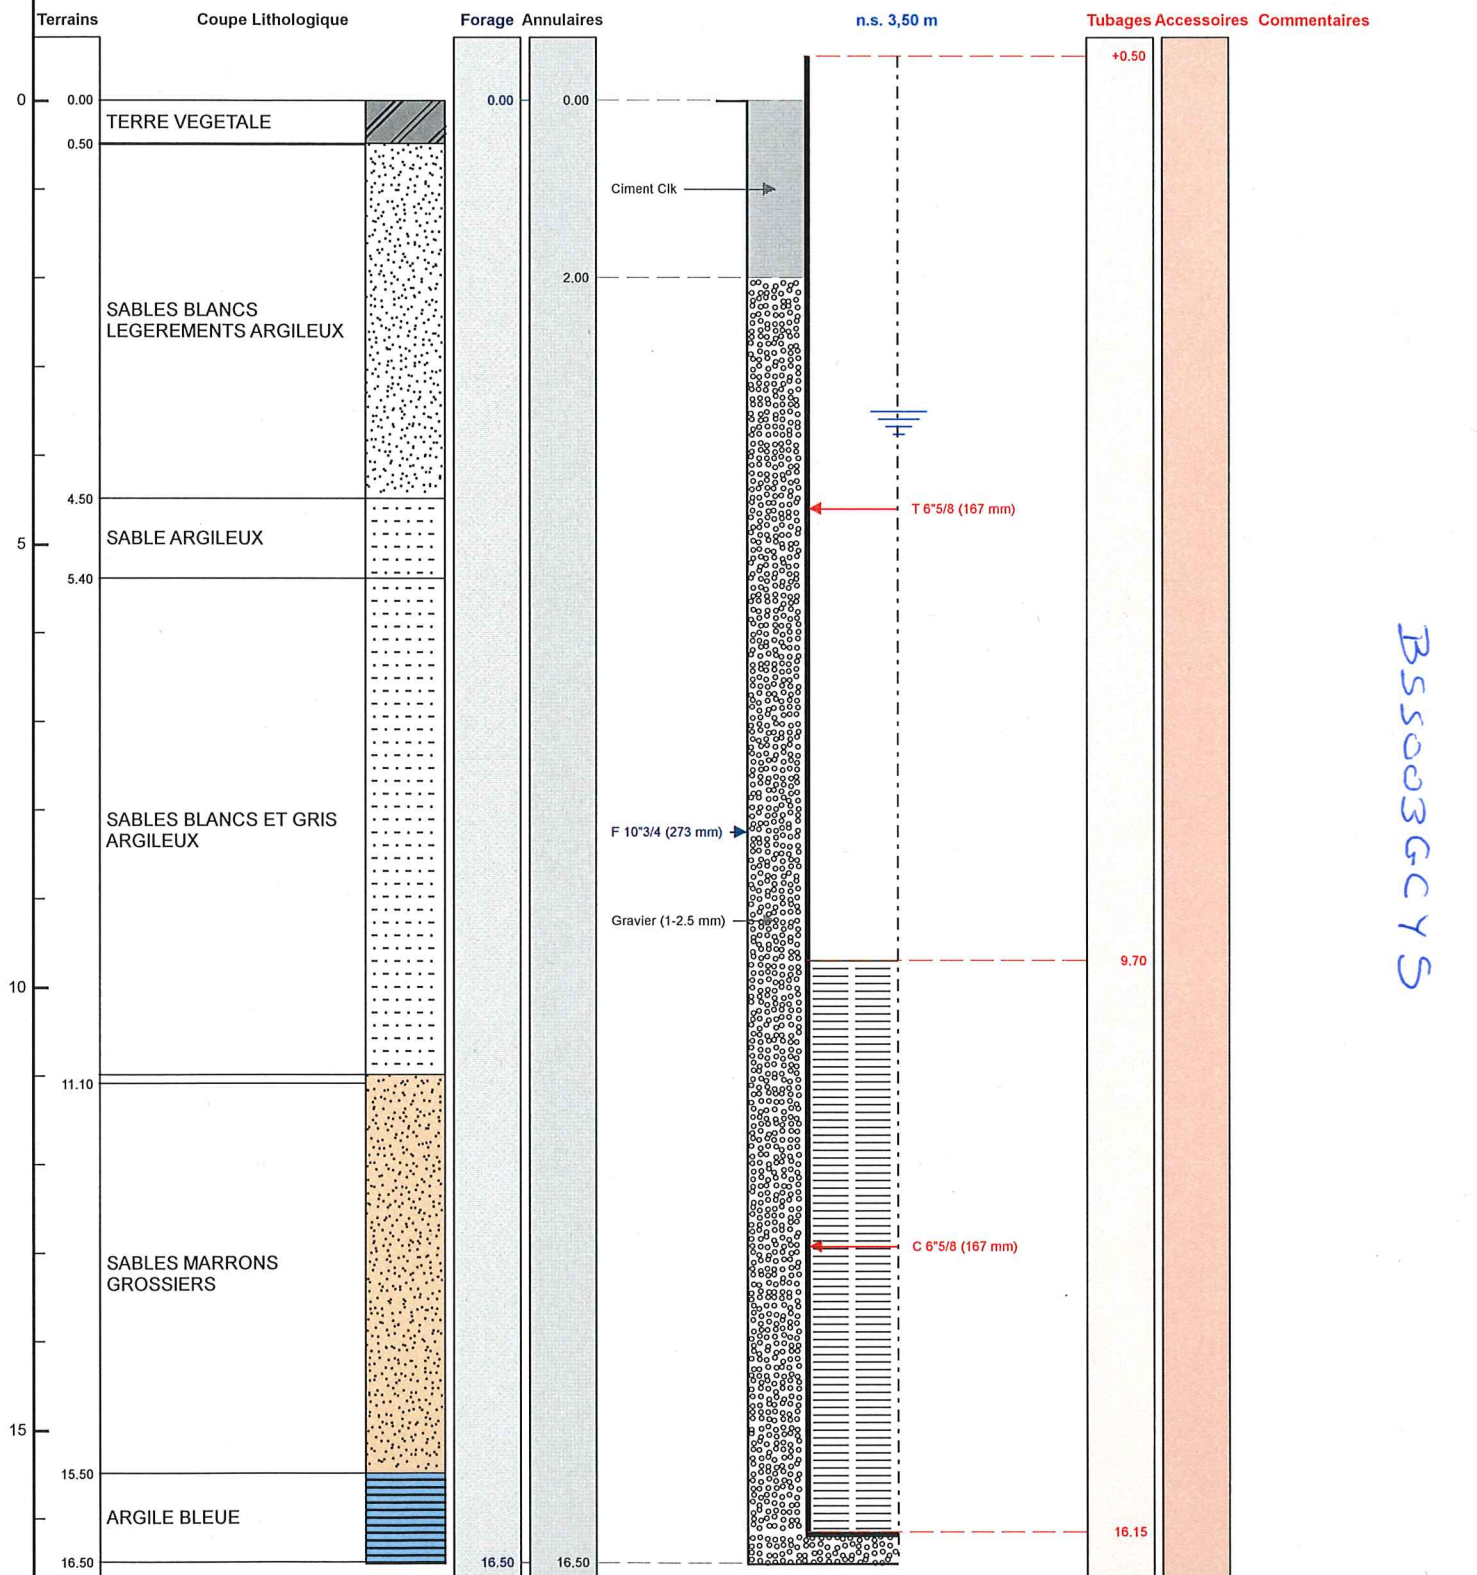 Terrains Coupe Lithologique Forage Annulaires n.s. 3,50 m Tubages Accessoires Commentaires
+0.50
0 0.00 0.00 0.00
TERRE VEGETALE
0.50
Ciment Clk
2.00
SABLES BLANCS
LEGEREMENTS ARGILEUX
4.50
T 6"5/8 (167 mm)
SABLE ARGILEUX
5
5.40
SABLES BLANCS ET GRIS
ARGILEUX
F 10"3/4 (273 mm)
Gravier (1-2.5 mm)
9.70
10
11.10
C 6"5/8 (167 mm)
SABLES MARRONS
GROSSIERS
15
15.50
ARGILE BLEUE
16.15
16.50 16.50 16.50
BSS003GCYS